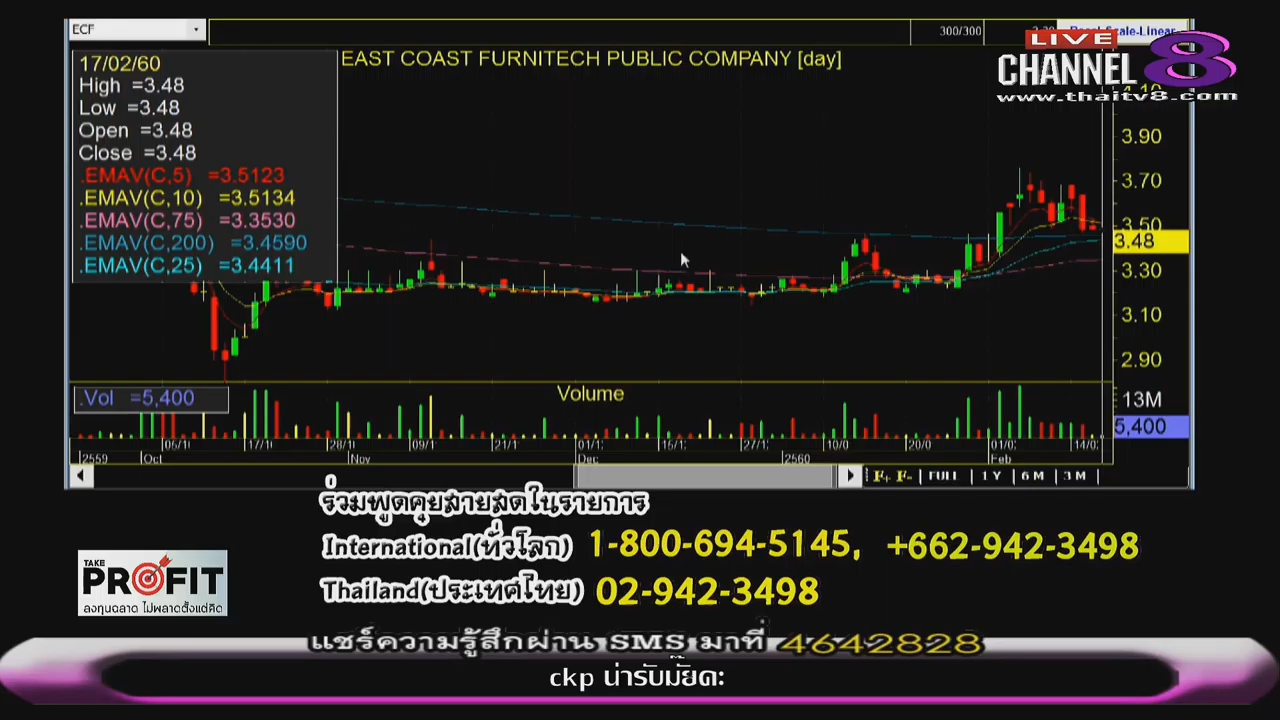 ECF
300/300
LIVE
CHANNEL 8
www.thaitv8.com
EAST COAST FURNITECH PUBLIC COMPANY [day]
17/02/60
High =3.48
Low =3.48
Open =3.48
Close =3.48
.EMAV(C,5) =3.5123
.EMAV(C,10) =3.5134
.EMAV(C,75) =3.3530
.EMAV(C,200) =3.4590
.EMAV(C,25) =3.4411
3.90
3.70
3.50
3.48
3.30
3.10
2.90
.Vol =5,400
Volume
13M
5,400
2559 Oct Nov Dec 2560 Feb
F+ F- FULL 1 Y 6 M 3 M
ร่วมพูดคุยสายสดในรายการ
International(ทั่วโลก) 1-800-694-5145, +662-942-3498
Thailand(ประเทศไทย) 02-942-3498
TAKE
PROFIT
ลงทุนฉลาด ไม่พลาดตั้งแต่คิด
แชร์ความรู้สึกผ่าน SMS มาที่ 4642828
ckp น่ารับมั๊ยคะ